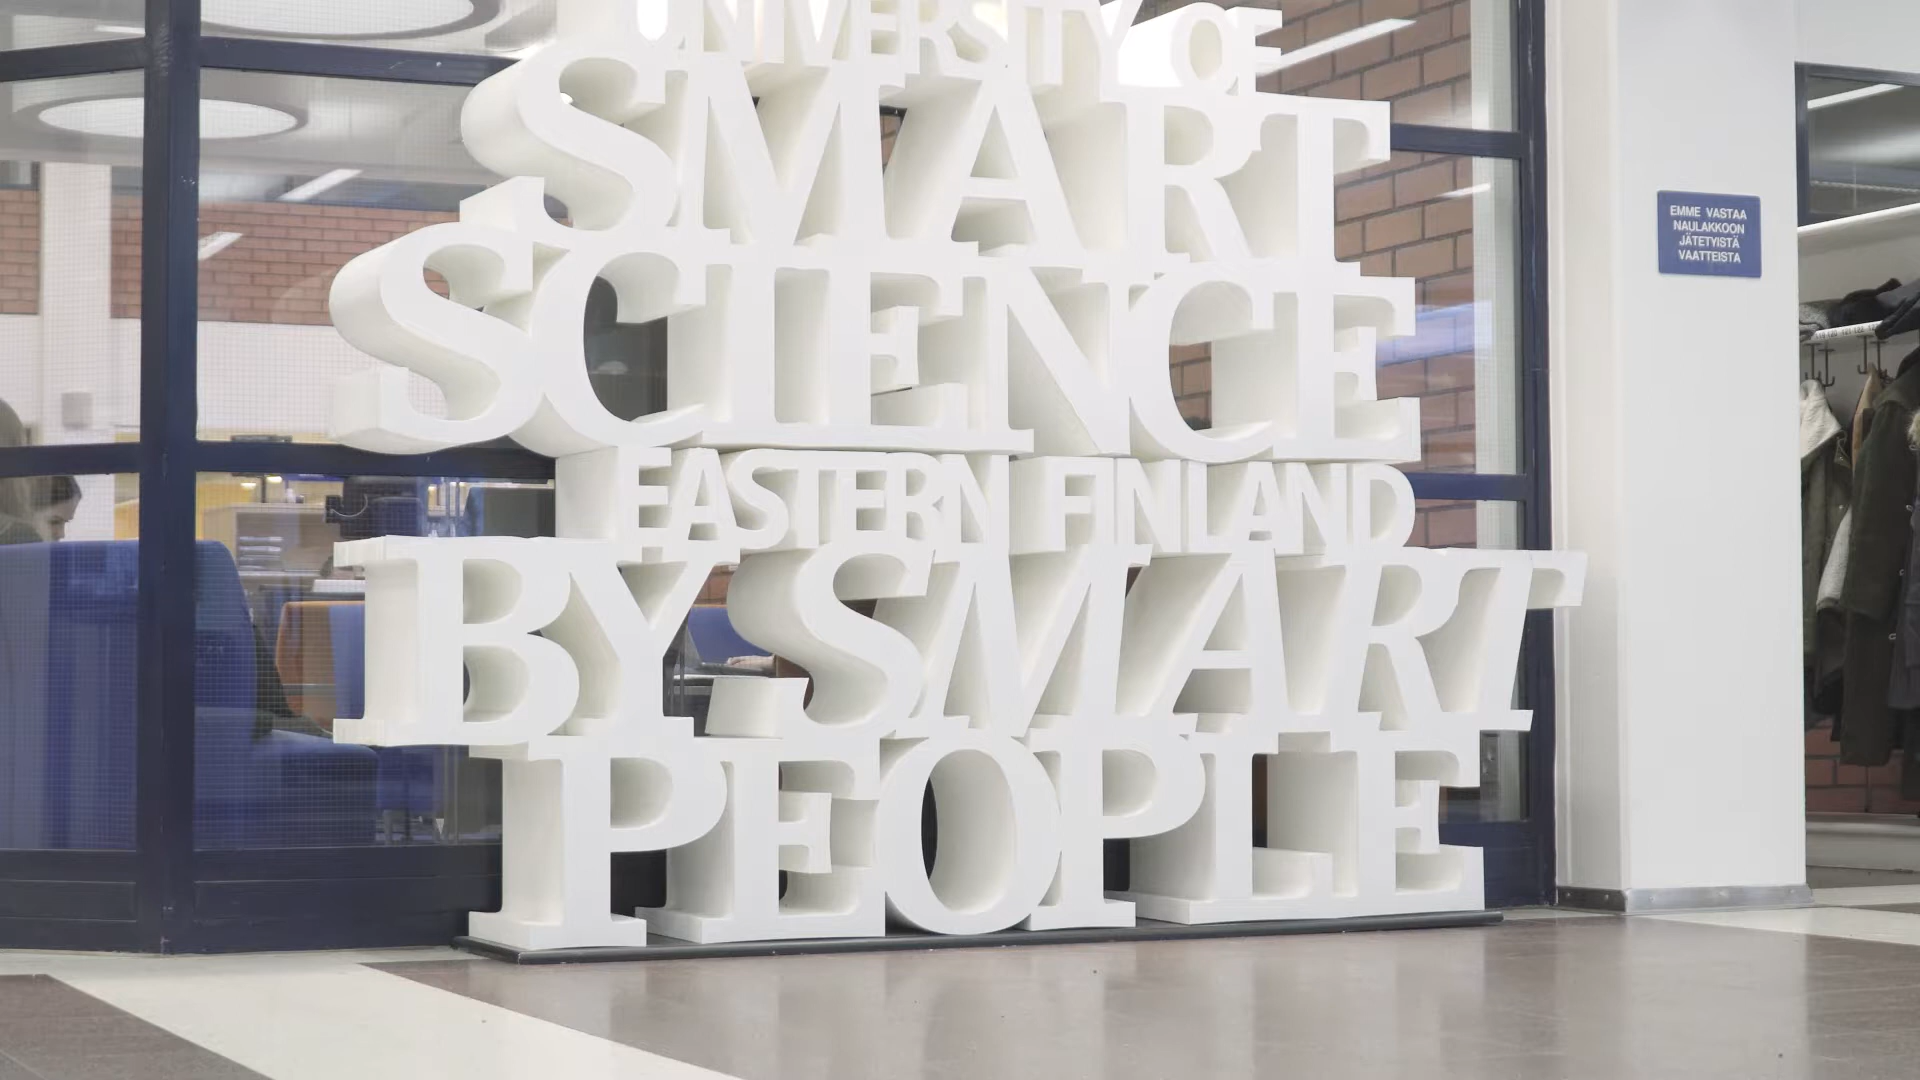 UNIVERSITY OF
SMART
SCIENCE
EASTERN FINLAND
BY SMART
PEOPLE
EMME VASTAA
NAULAKKOON
JÄTETYISTÄ
VAATTEISTA